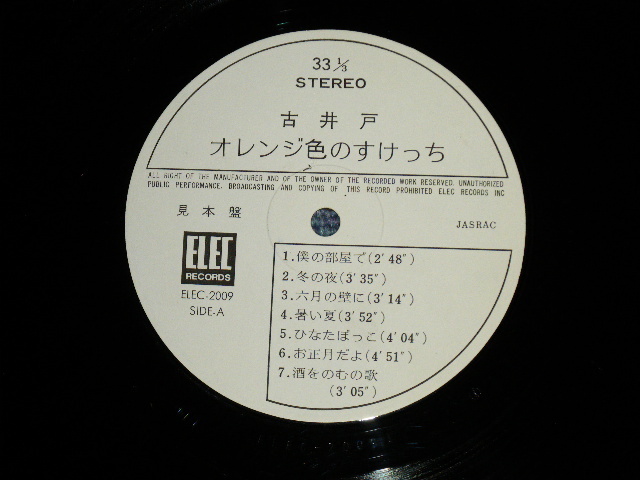 33 1/3
STEREO
古井戸
オレンジ色のすけっち
ALL RIGHT OF THE MANUFACTURER AND OF THE OWNER OF THE RECORDED WORK RESERVED. UNAUTHORIZED
PUBLIC PERFORMANCE. BROADCASTING AND COPYING OF THIS RECORD PROHIBITED ELEC RECORDS INC
見本盤
JASRAC
ELEC
RECORDS
ELEC-2009
SIDE-A
1.僕の部屋で(2′48″)
2.冬の夜(3′35″)
3.六月の壁に(3′14″)
4.暑い夏(3′52″)
5.ひなたぼっこ(4′04″)
6.お正月だよ(4′51″)
7.酒をのむの歌
(3′05″)